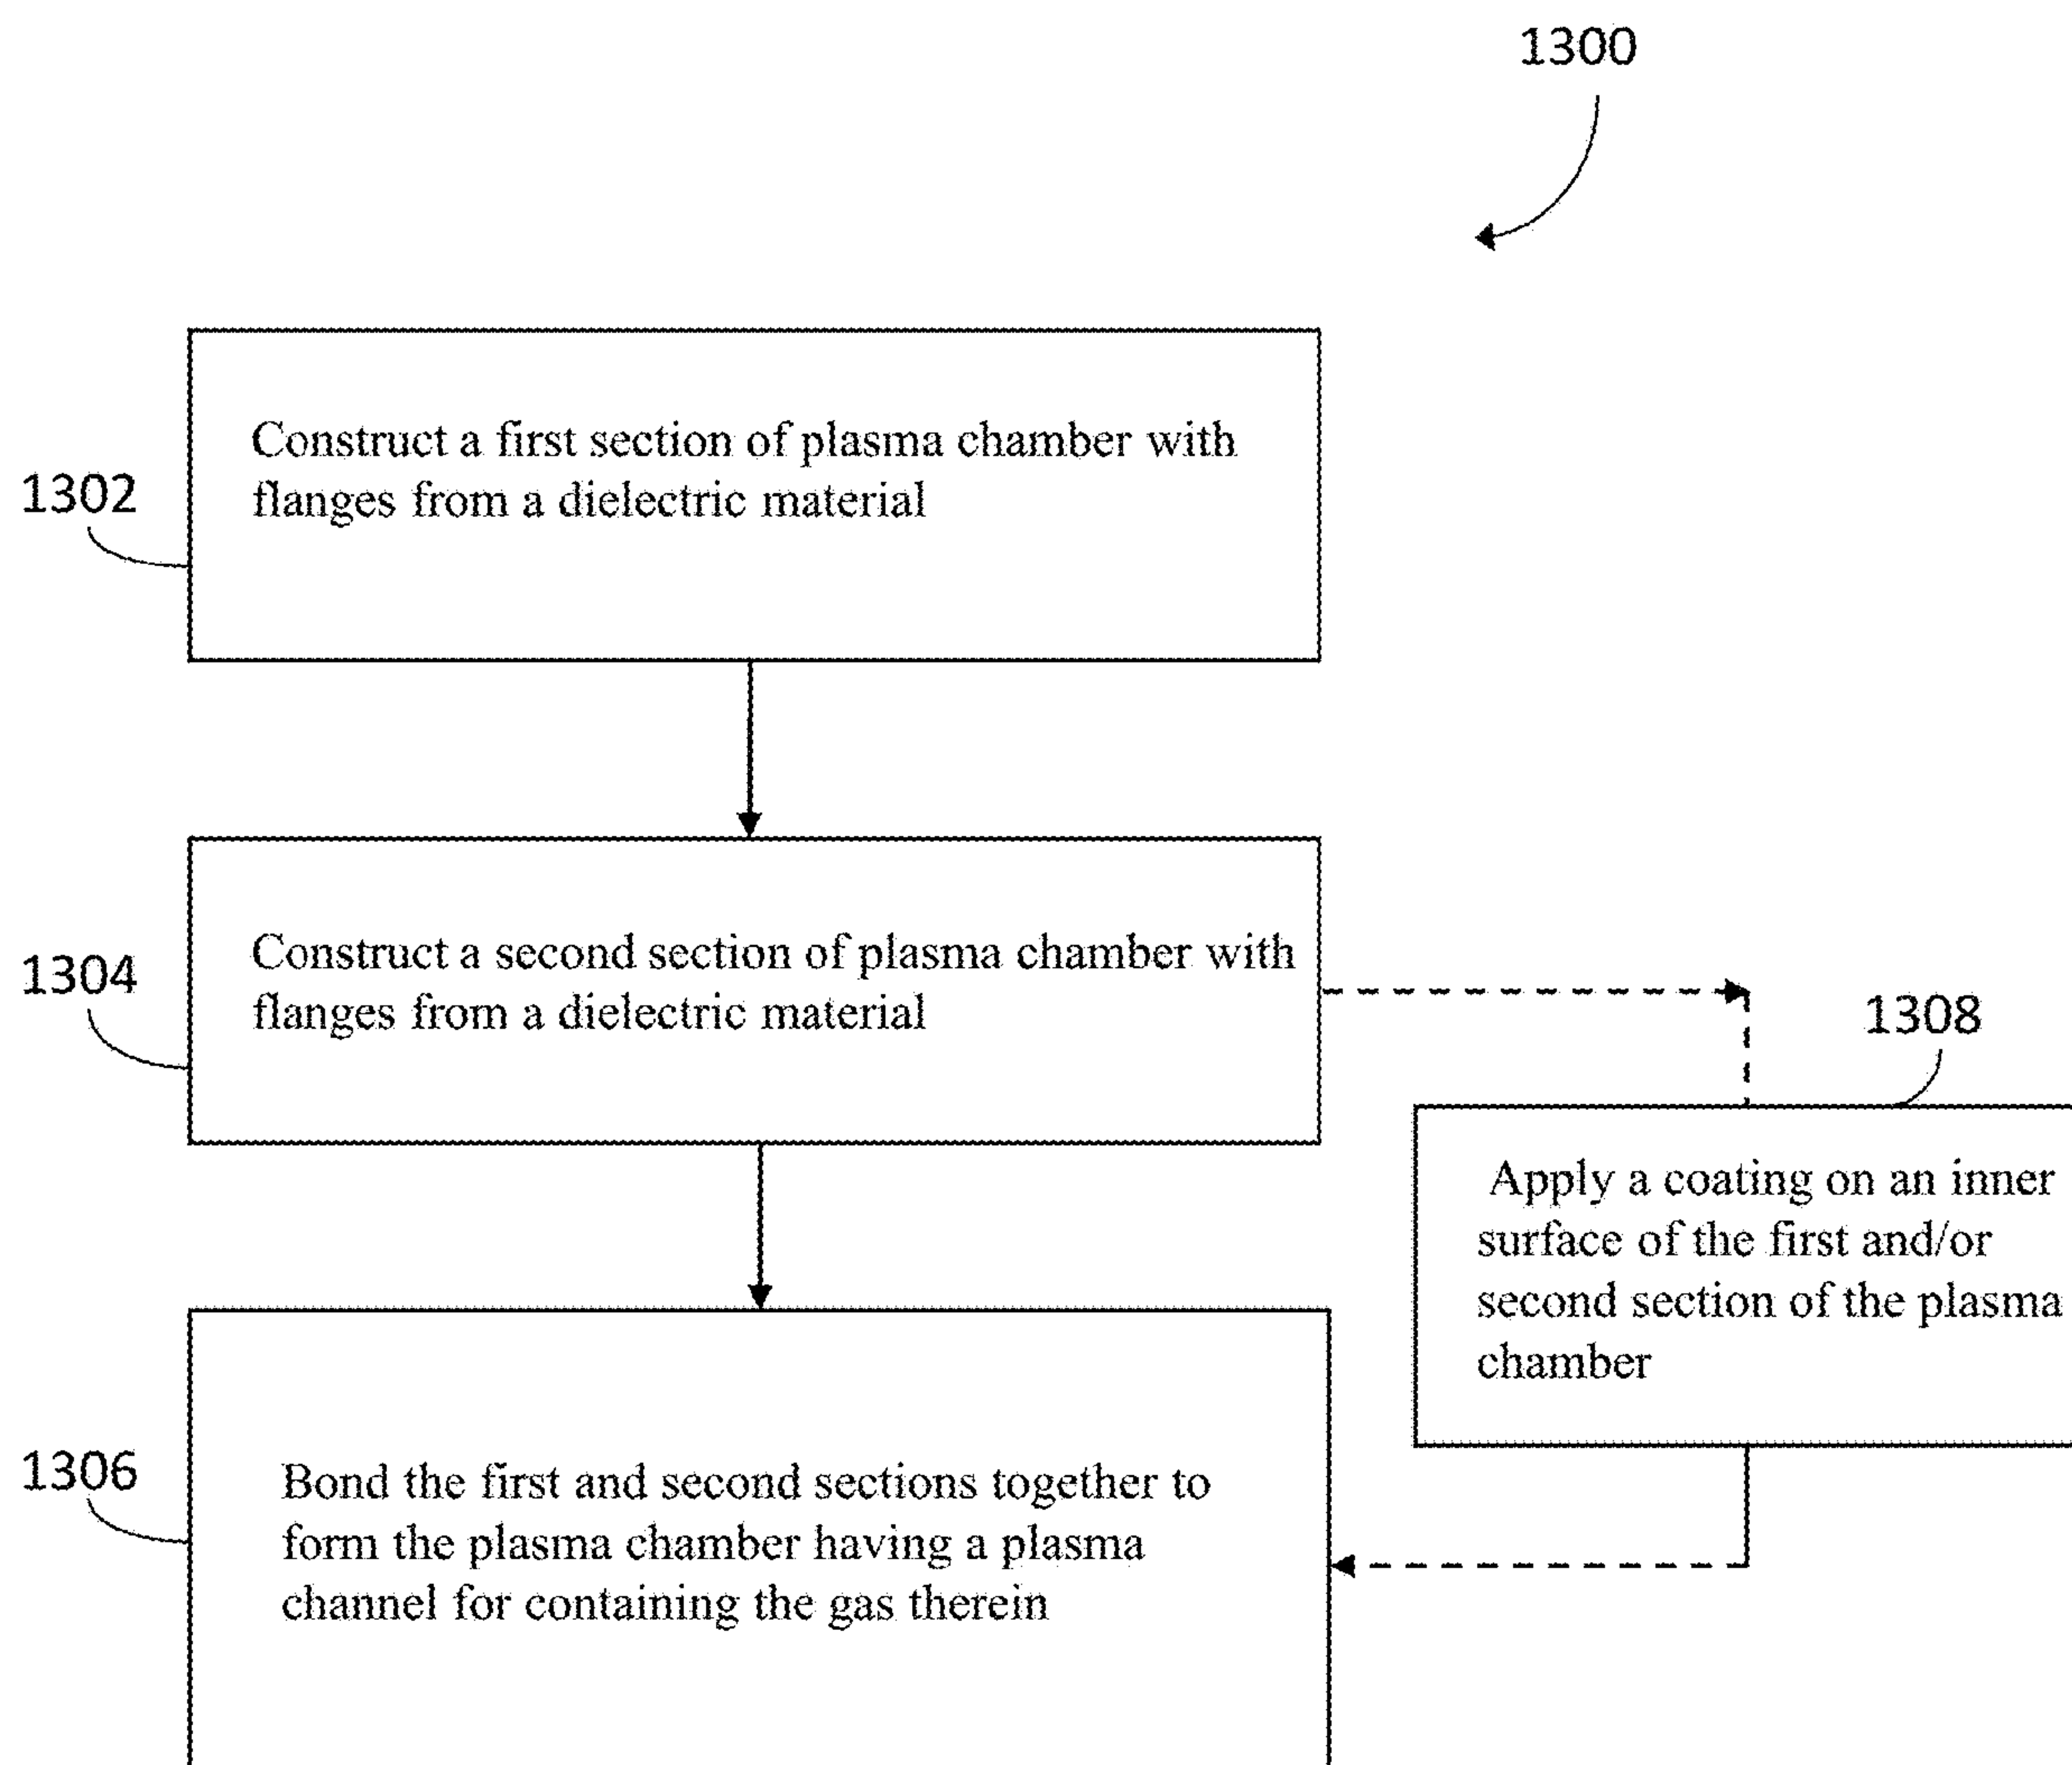 1300
1302
Construct a first section of plasma chamber with
flanges from a dielectric material
1304
Construct a second section of plasma chamber with
flanges from a dielectric material
1308
Apply a coating on an inner
surface of the first and/or
second section of the plasma
chamber
1306
Bond the first and second sections together to
form the plasma chamber having a plasma
channel for containing the gas therein